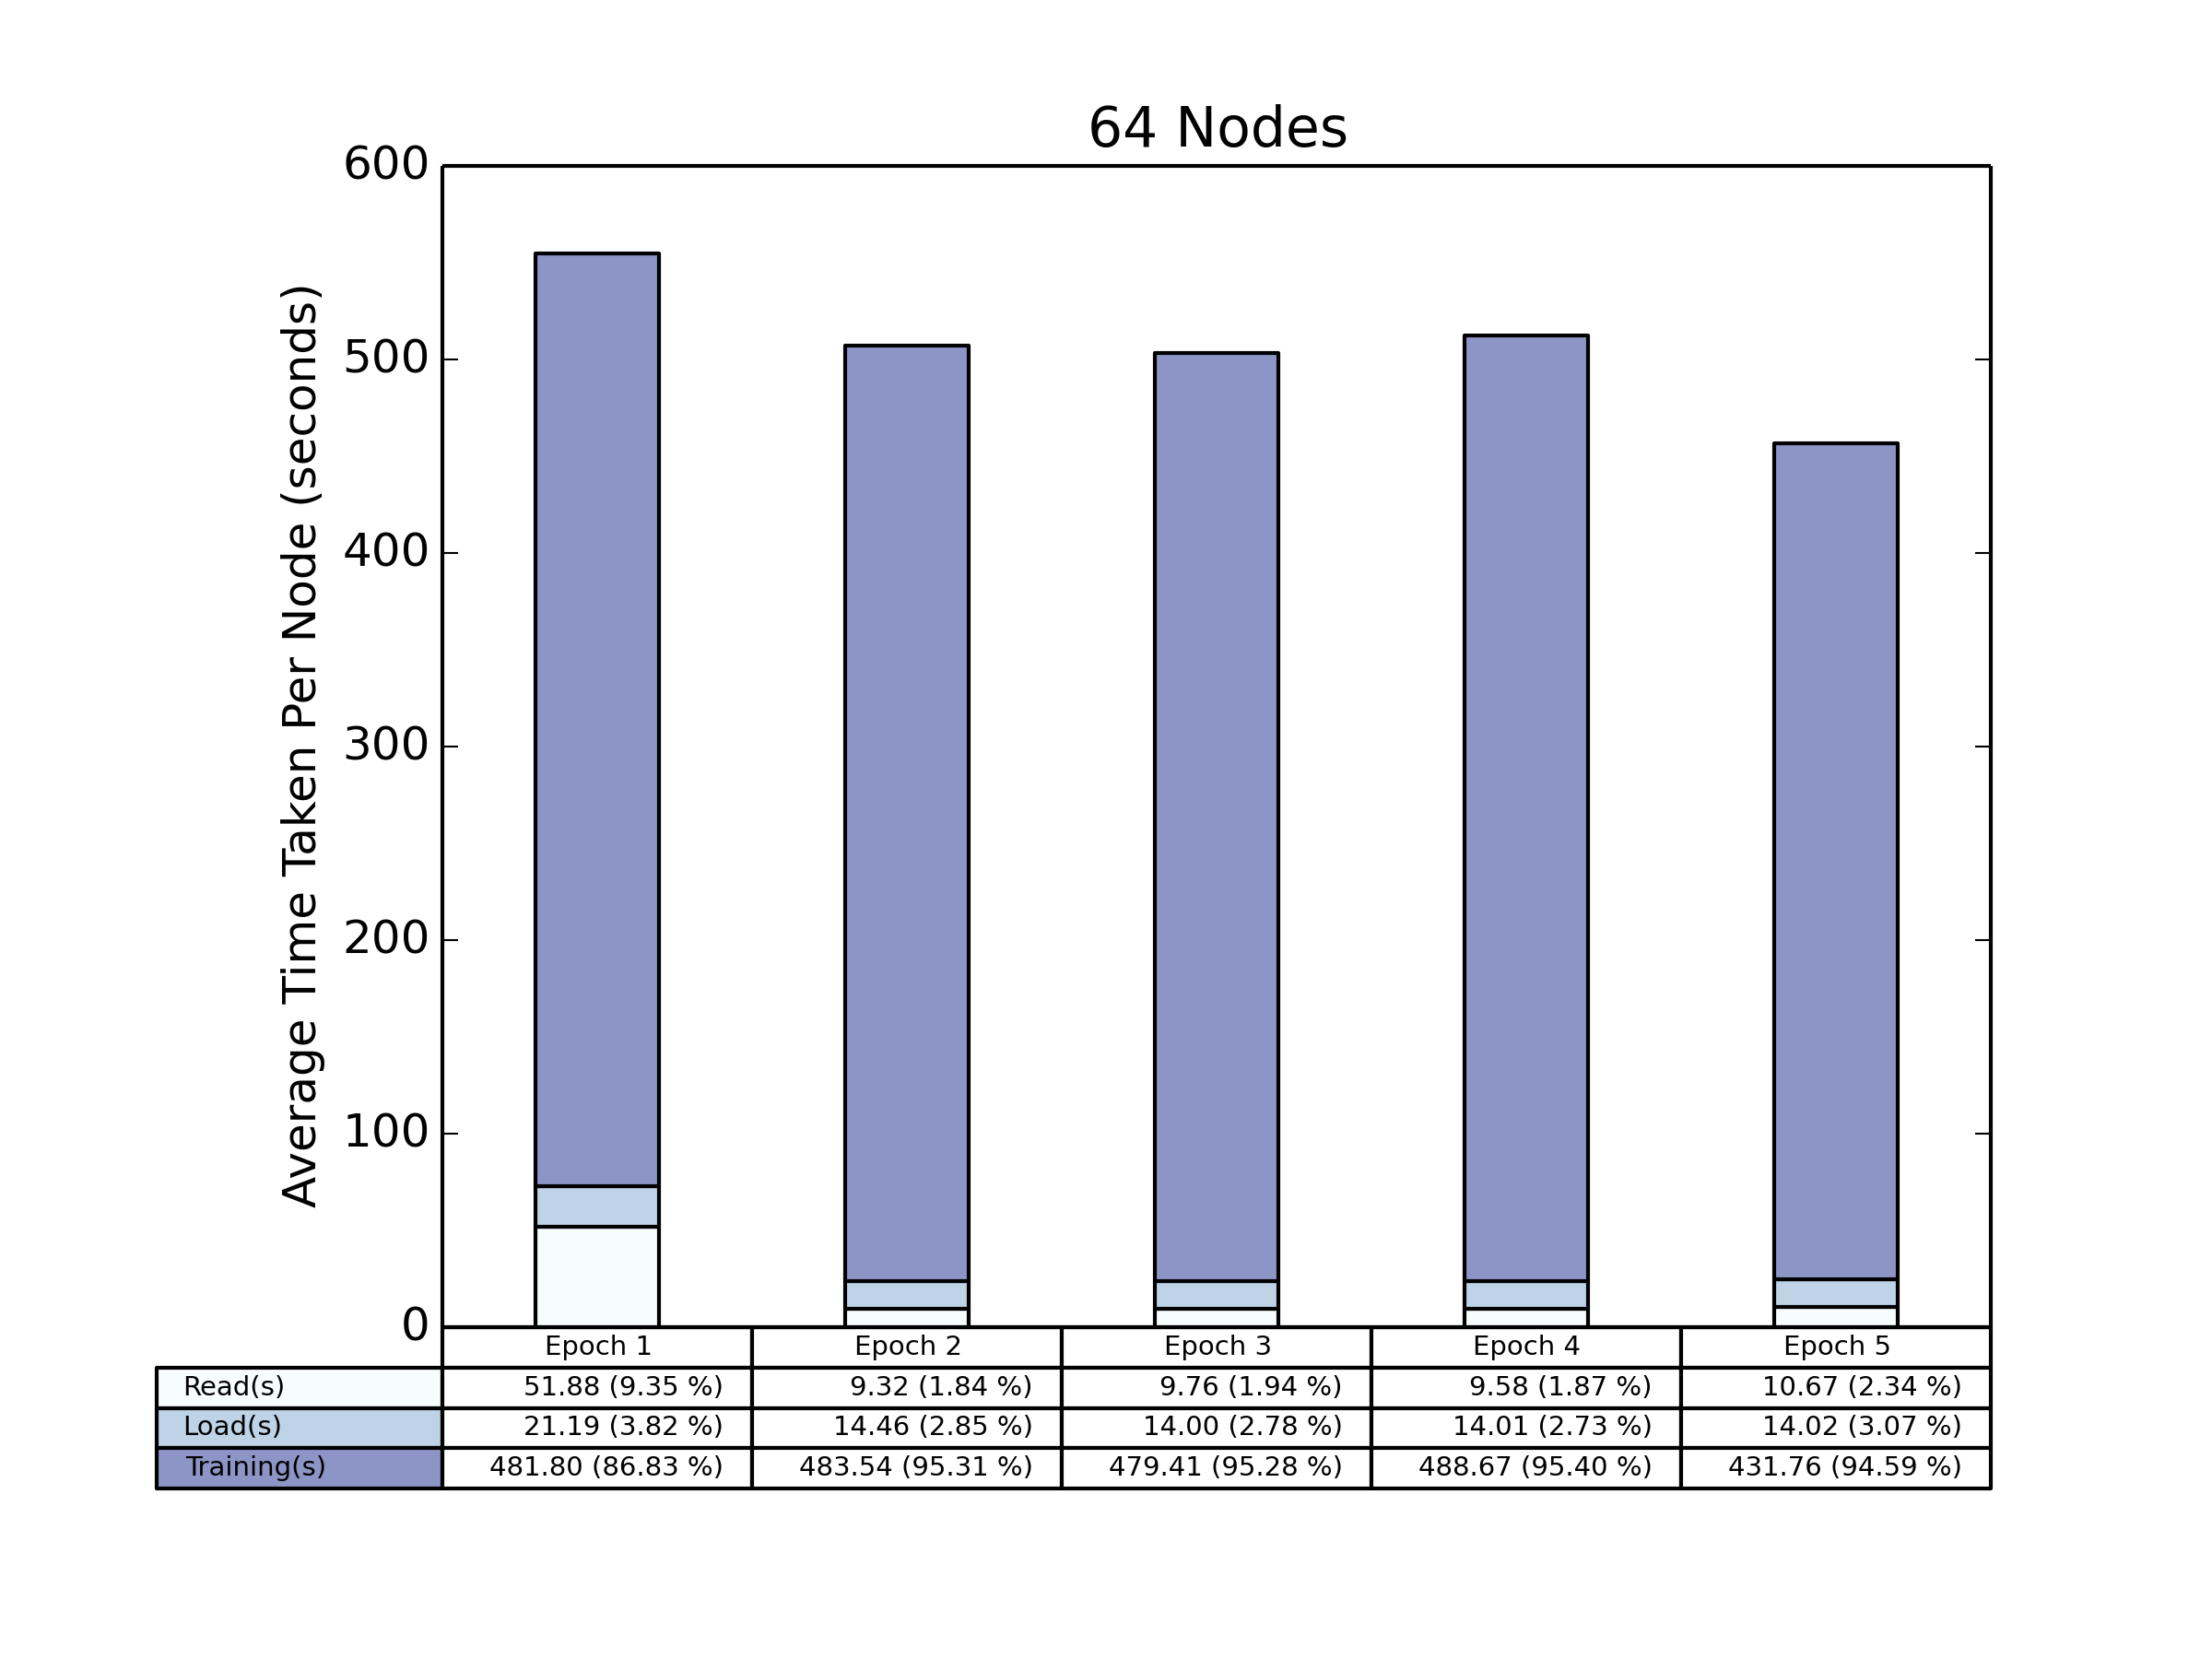 64 Nodes
Average Time Taken Per Node (seconds)
600
500
400
300
200
100
0
Epoch 1 Epoch 2 Epoch 3 Epoch 4 Epoch 5
Read(s) 51.88 (9.35 %) 9.32 (1.84 %) 9.76 (1.94 %) 9.58 (1.87 %) 10.67 (2.34 %)
Load(s) 21.19 (3.82 %) 14.46 (2.85 %) 14.00 (2.78 %) 14.01 (2.73 %) 14.02 (3.07 %)
Training(s) 481.80 (86.83 %) 483.54 (95.31 %) 479.41 (95.28 %) 488.67 (95.40 %) 431.76 (94.59 %)